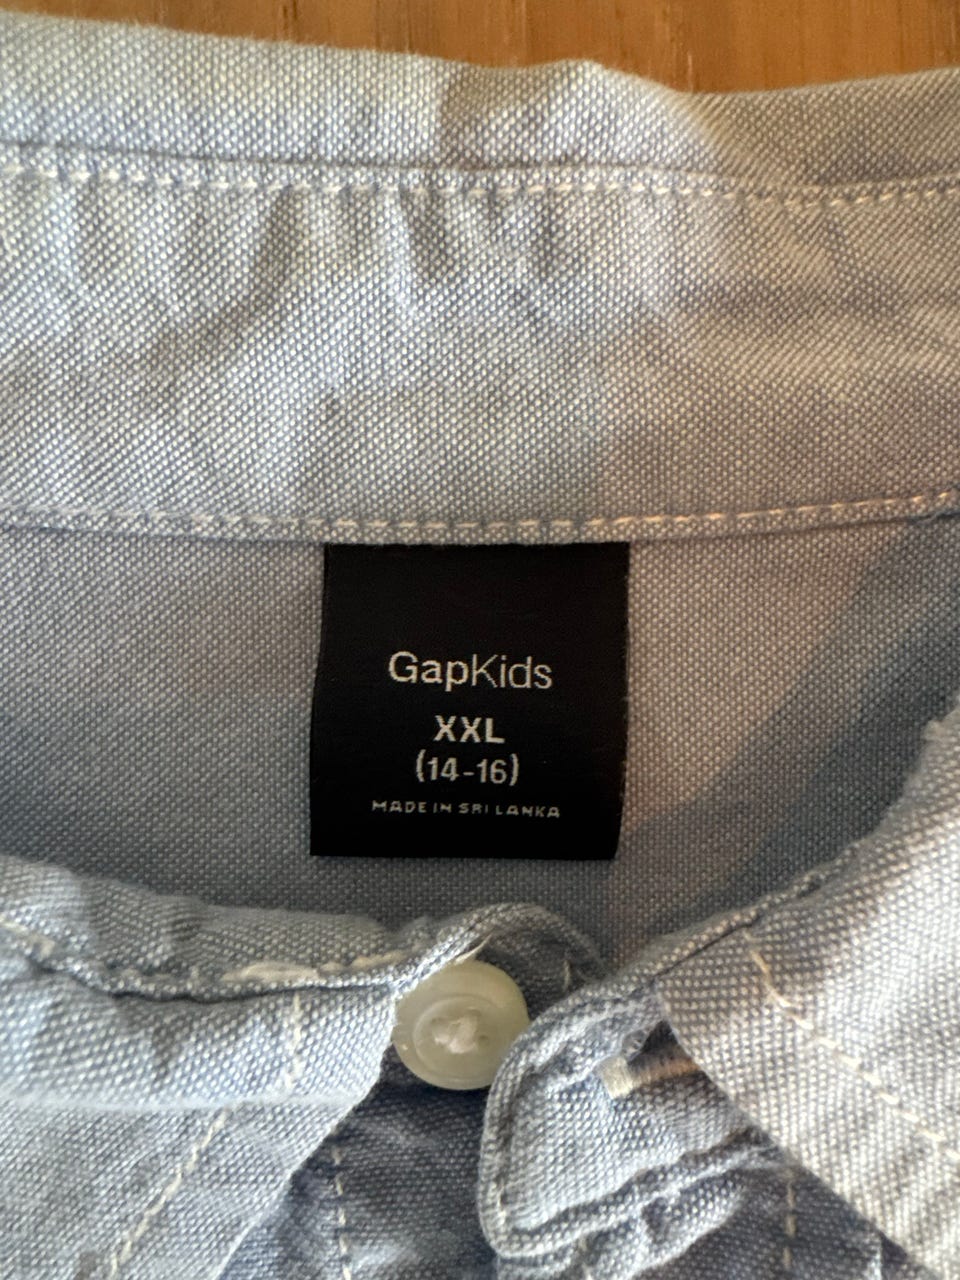 GapKids
XXL
(14-16)
MADE IN SRI LANKA